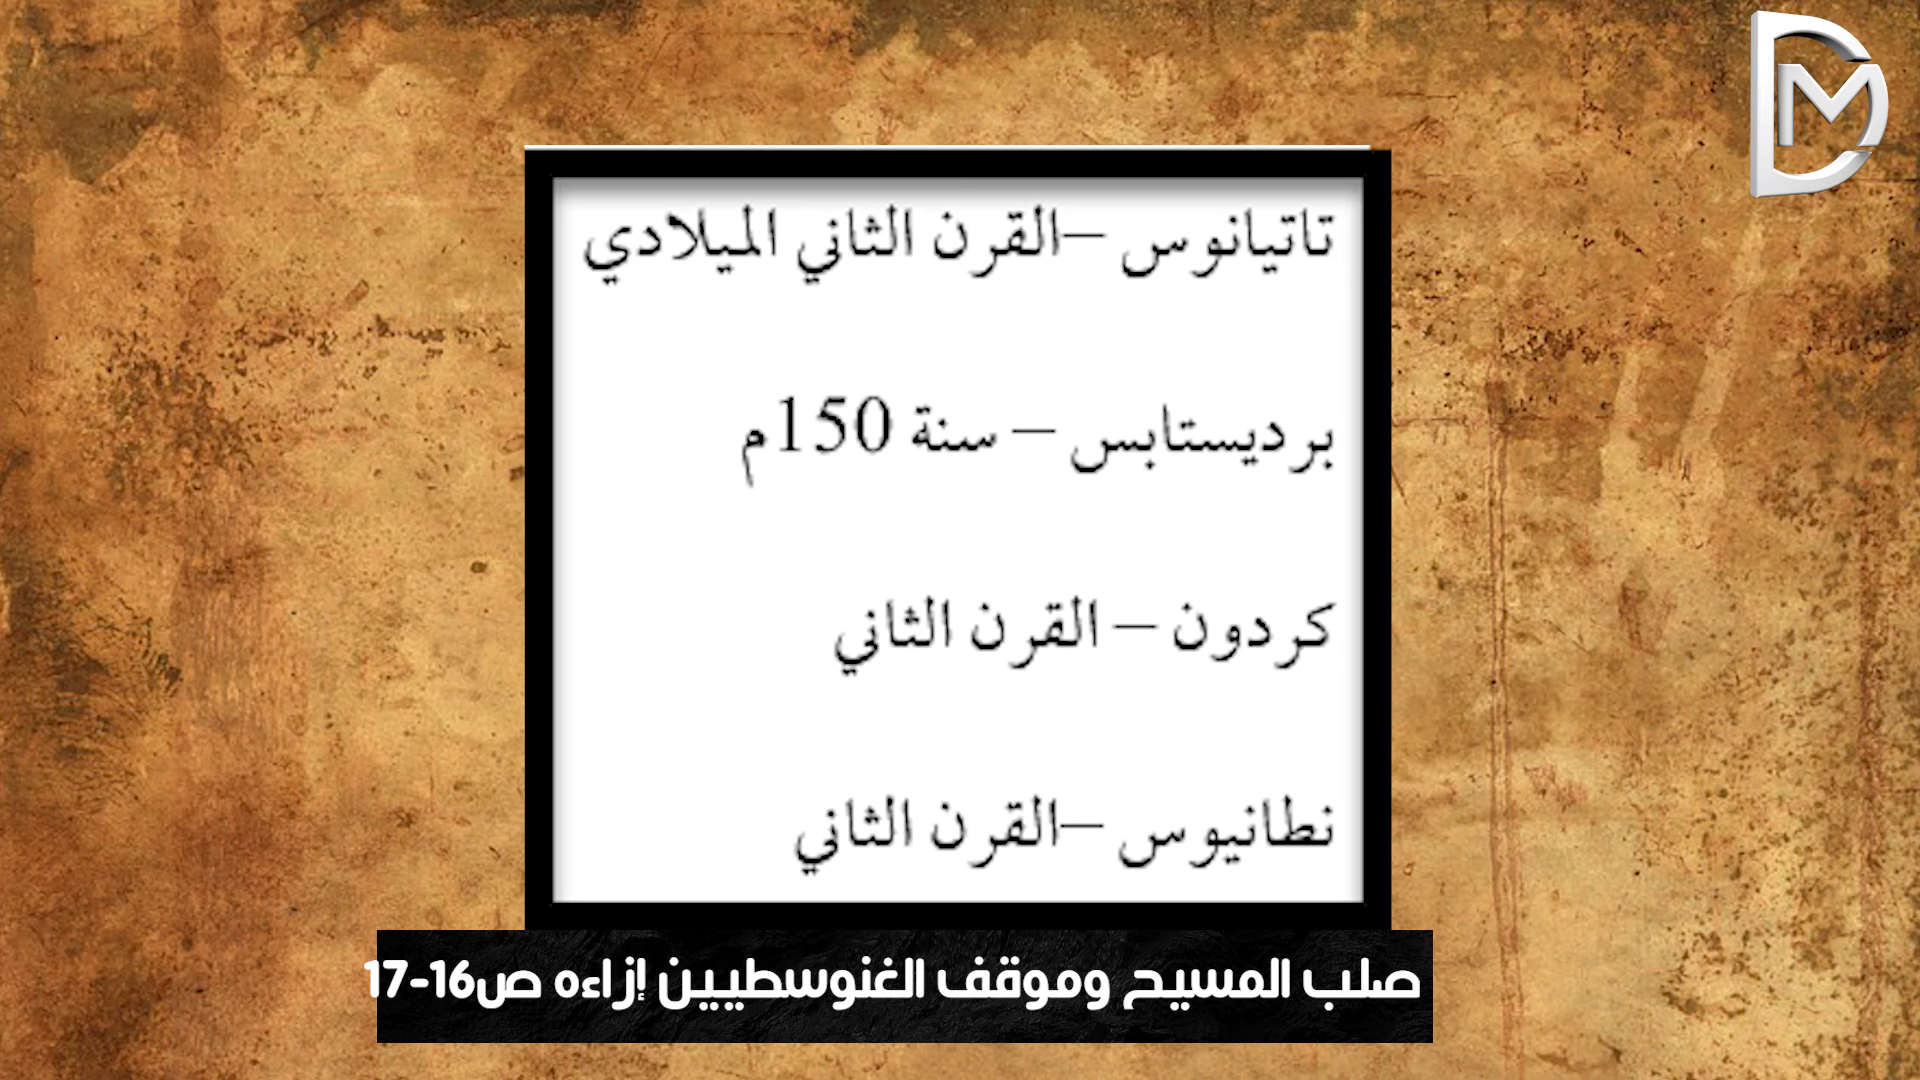 تاتيانوس –القرن الثاني الميلادي
برديستابس – سنة 150م
كردون – القرن الثاني
نطانيوس –القرن الثاني
صلب المسيح وموقف الغنوسطيين إزاءه ص16-17
DM